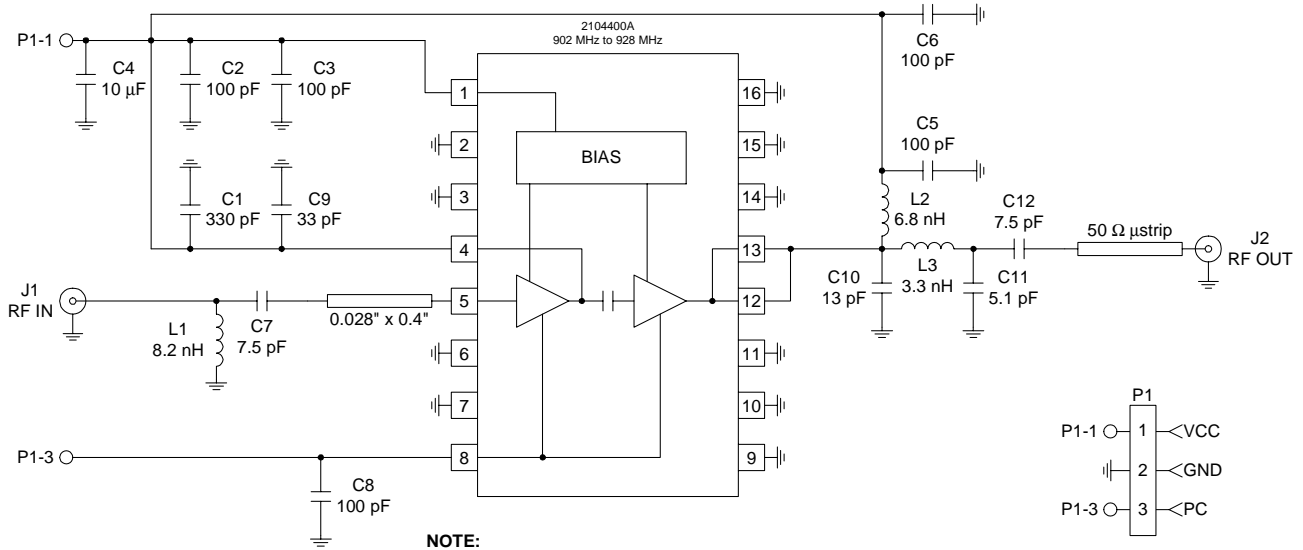 2104400A
902 MHz to 928 MHz
P1-1
C4
10 µF
C2
100 pF
C3
100 pF
C6
100 pF
1
16
2
15
BIAS
C5
100 pF
3
14
C1
330 pF
C9
33 pF
L2
6.8 nH
C12
7.5 pF
4
13
50 Ω µstrip
J2
RF OUT
C10
13 pF
L3
3.3 nH
C11
5.1 pF
J1
RF IN
5
12
0.028" x 0.4"
L1
8.2 nH
C7
7.5 pF
6
11
7
10
P1
P1-1
1
VCC
P1-3
8
9
2
GND
C8
100 pF
P1-3
3
PC
NOTE: